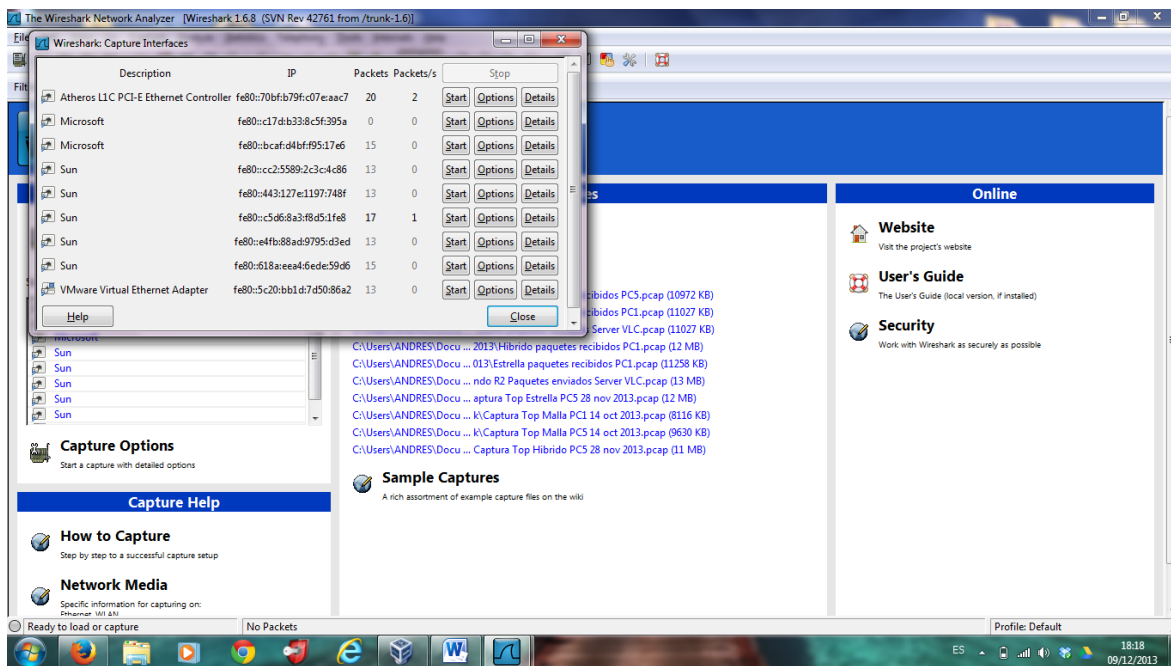 The Wireshark Network Analyzer [Wireshark 1.6.8 (SVN Rev 42761 from /trunk-1.6)]
File
Wireshark: Capture Interfaces
Description IP Packets Packets/s Stop
Atheros L1C PCI-E Ethernet Controller fe80::70bf:b79f:c07e:aac7 20 2 Start Options Details
Microsoft fe80::c17d:b33:8c5f:395a 0 0 Start Options Details
Microsoft fe80::bcaf:d4bf:f95:17e6 15 0 Start Options Details
Sun fe80::cc2:5589:2c3c:4c86 13 0 Start Options Details
Sun fe80::443:127e:1197:748f 13 0 Start Options Details
Sun fe80::c5d6:8a3:f8d5:1fe8 17 1 Start Options Details
Sun fe80::e4fb:88ad:9795:d3ed 13 0 Start Options Details
Sun fe80::618a:eea4:6ede:59d6 15 0 Start Options Details
VMware Virtual Ethernet Adapter fe80::5c20:bb1d:7d50:86a2 13 0 Start Options Details
Help Close
Filt
Microsoft
Sun
Sun
Sun
Sun
Sun
Capture Options
Start a capture with detailed options
Capture Help
How to Capture
Step by step to a successful capture setup
Network Media
Specific information for capturing on:
Ethernet, WLAN
es
cibidos PC5.pcap (10972 KB)
cibidos PC1.pcap (11027 KB)
s Server VLC.pcap (11027 KB)
C:\Users\ANDRES\Docu ... 2013\Hibrido paquetes recibidos PC1.pcap (12 MB)
C:\Users\ANDRES\Docu ... 013\Estrella paquetes recibidos PC1.pcap (11258 KB)
C:\Users\ANDRES\Docu ... ndo R2 Paquetes enviados Server VLC.pcap (13 MB)
C:\Users\ANDRES\Docu ... aptura Top Estrella PC5 28 nov 2013.pcap (12 MB)
C:\Users\ANDRES\Docu ... k\Captura Top Malla PC1 14 oct 2013.pcap (8116 KB)
C:\Users\ANDRES\Docu ... k\Captura Top Malla PC5 14 oct 2013.pcap (9630 KB)
C:\Users\ANDRES\Docu ... Captura Top Hibrido PC5 28 nov 2013.pcap (11 MB)
Sample Captures
A rich assortment of example capture files on the wiki
Online
Website
Visit the project's website
User's Guide
The User's Guide (local version, if installed)
Security
Work with Wireshark as securely as possible
Ready to load or capture No Packets Profile: Default
ES 18:18
09/12/2013